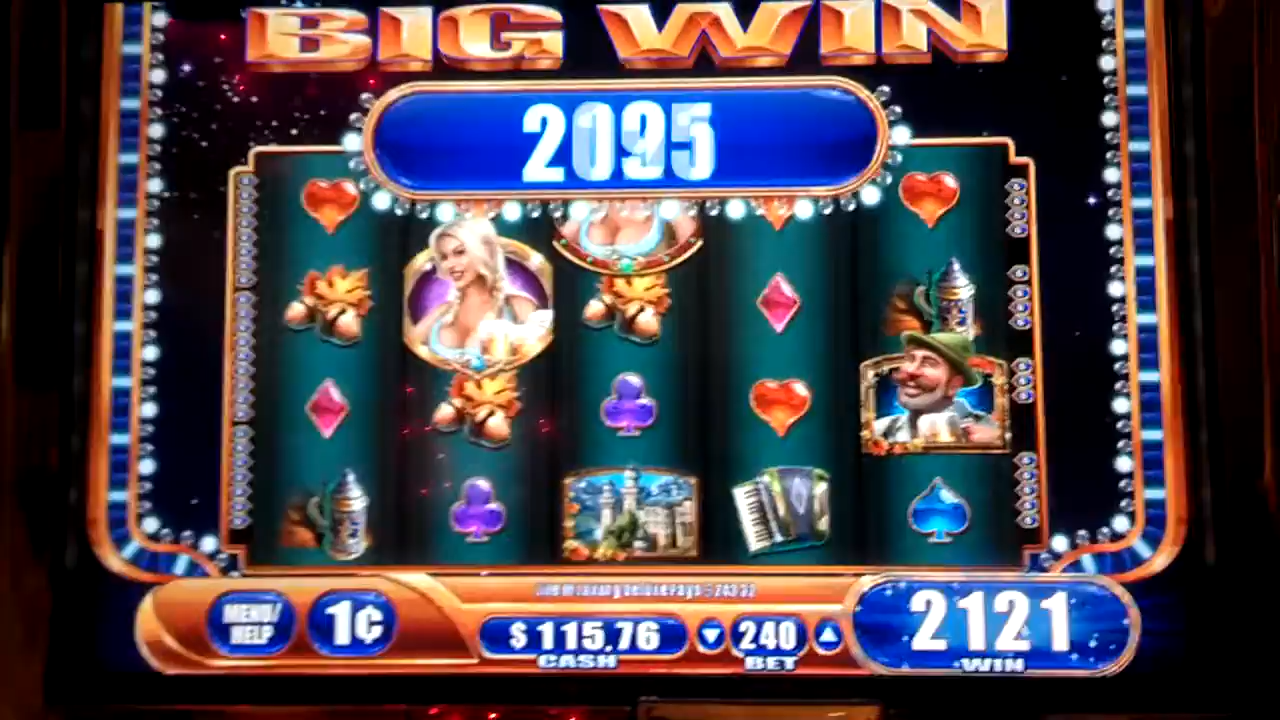 BIG WIN
2095
MENU/
HELP
1¢
$115.76
CASH
240
BET
2121
WIN